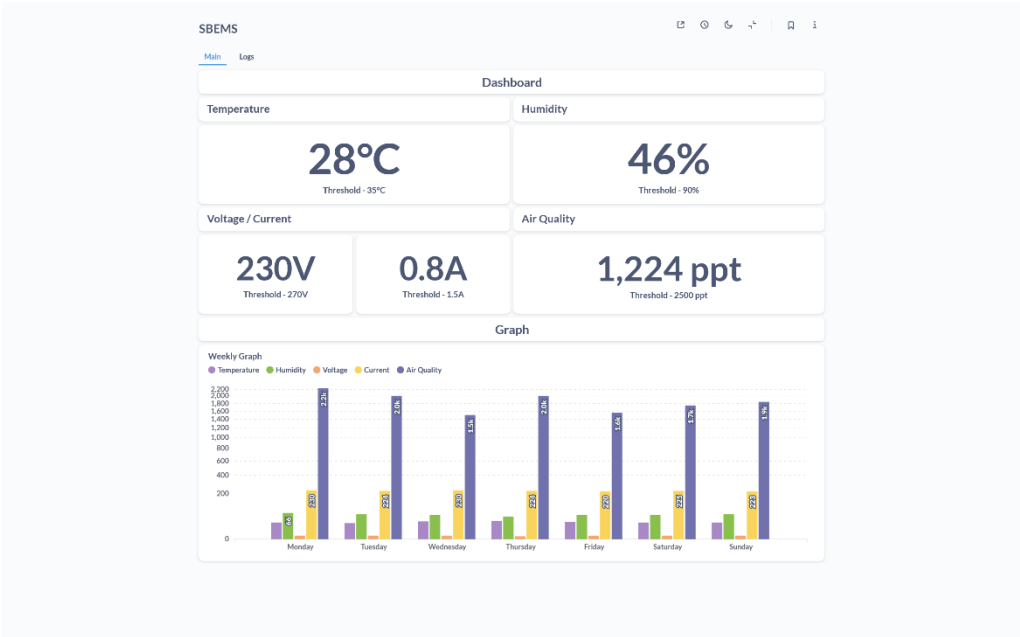 SBEMS
Main Logs
Dashboard
Temperature
Humidity
28°C
Threshold - 35°C
46%
Threshold - 90%
Voltage / Current
Air Quality
230V
Threshold - 270V
0.8A
Threshold - 1.5A
1,224 ppt
Threshold - 2500 ppt
Graph
Weekly Graph
Temperature Humidity Voltage Current Air Quality
2,200
2,000
1,800
1,600
1,400
1,200
1,000
800
600
400
200
0
66 230 2.2k
224 2.0k
230 1.5k
224 2.0k
220 1.6k
225 1.7k
223 1.9k
Monday Tuesday Wednesday Thursday Friday Saturday Sunday